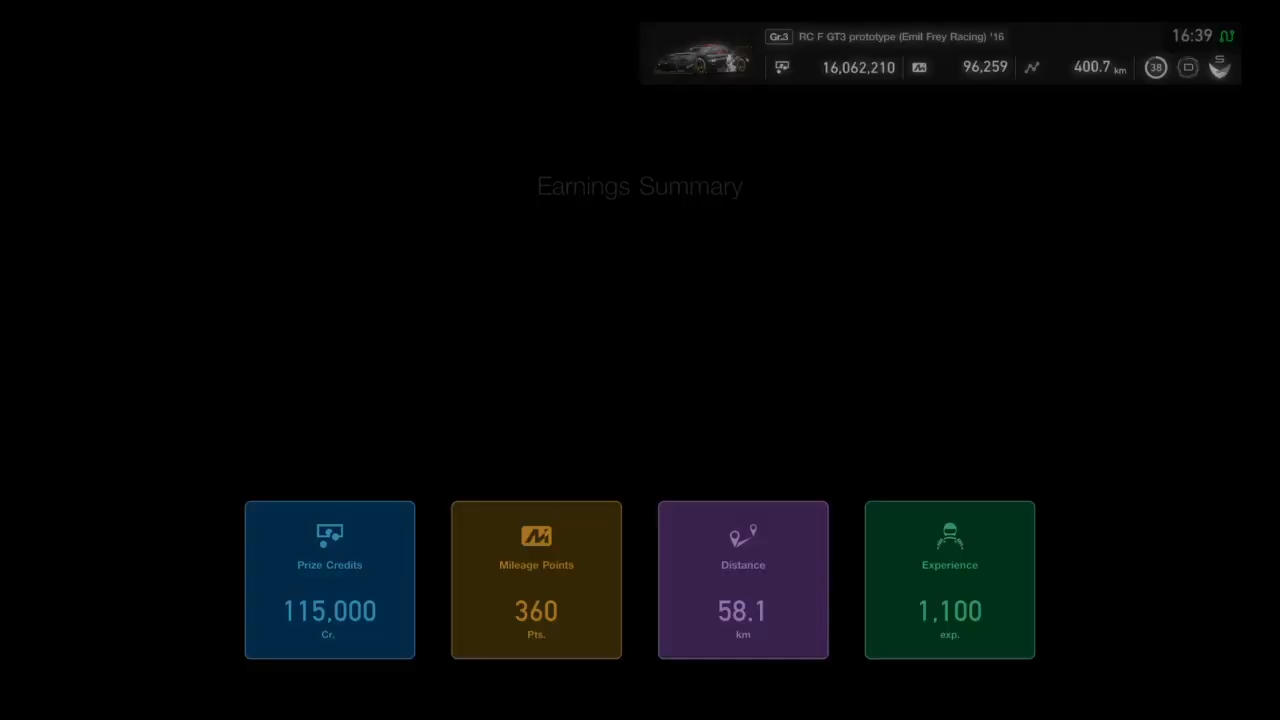 Gr.3 RC F GT3 prototype (Emil Frey Racing) '16 16:39
16,062,210 96,259 400.7 km 38 D S
Earnings Summary
Prize Credits Mileage Points Distance Experience
115,000 360 58.1 1,100
Cr. Pts. km exp.